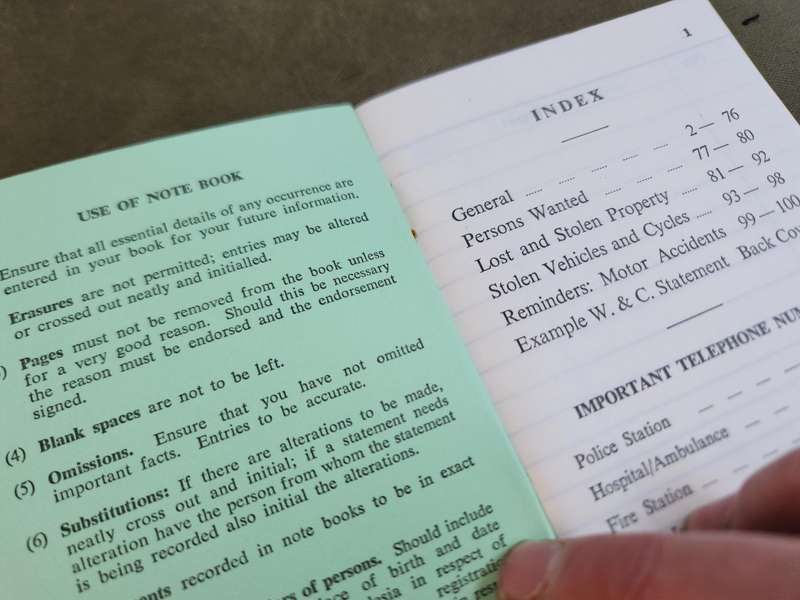 USE OF NOTE BOOK
Ensure that all essential details of any occurrence are
entered in your book for your future information.
Erasures are not permitted; entries may be altered
or crossed out neatly and initialled.
) Pages must not be removed from the book unless
for a very good reason. Should this be necessary
the reason must be endorsed and the endorsement
signed.
(4) Blank spaces are not to be left.
(5) Omissions. Ensure that you have not omitted
important facts. Entries to be accurate.
(6) Substitutions: If there are alterations to be made,
neatly cross out and initial; if a statement needs
alteration have the person from whom the statement
is being recorded also initial the alterations.
recorded in note books to be in exact
of persons. Should include
of birth and date
in respect of
1
INDEX
General ..... ..... ..... ..... ..... 2 — 76
Persons Wanted ..... ..... ..... 77 — 80
Lost and Stolen Property ..... 81 — 92
Stolen Vehicles and Cycles ..... 93 — 98
Reminders: Motor Accidents 99 — 100
Example W. & C. Statement Back
IMPORTANT TELEPHONE
Police Station — — —
Hospital/Ambulance — —
Fire Station — — —